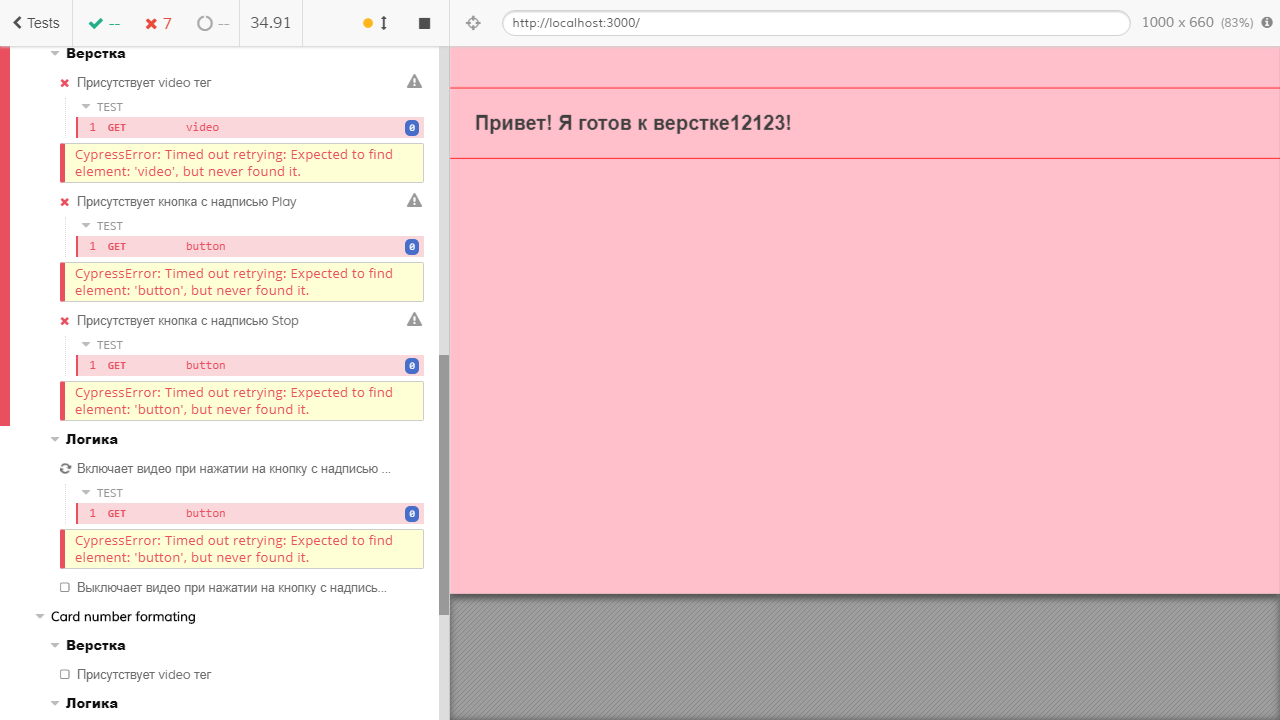 Tests
--
7
--
34.91
http://localhost:3000/
1000 x 660 (83%)
Верстка
Присутствует video тег
TEST
1 GET video 0
CypressError: Timed out retrying: Expected to find
element: 'video', but never found it.
Присутствует кнопка с надписью Play
TEST
1 GET button 0
CypressError: Timed out retrying: Expected to find
element: 'button', but never found it.
Присутствует кнопка с надписью Stop
TEST
1 GET button 0
CypressError: Timed out retrying: Expected to find
element: 'button', but never found it.
Логика
Включает видео при нажатии на кнопку с надписью ...
TEST
1 GET button 0
CypressError: Timed out retrying: Expected to find
element: 'button', but never found it.
Выключает видео при нажатии на кнопку с надпись...
Card number formating
Верстка
Присутствует video тег
Логика
Привет! Я готов к верстке12123!